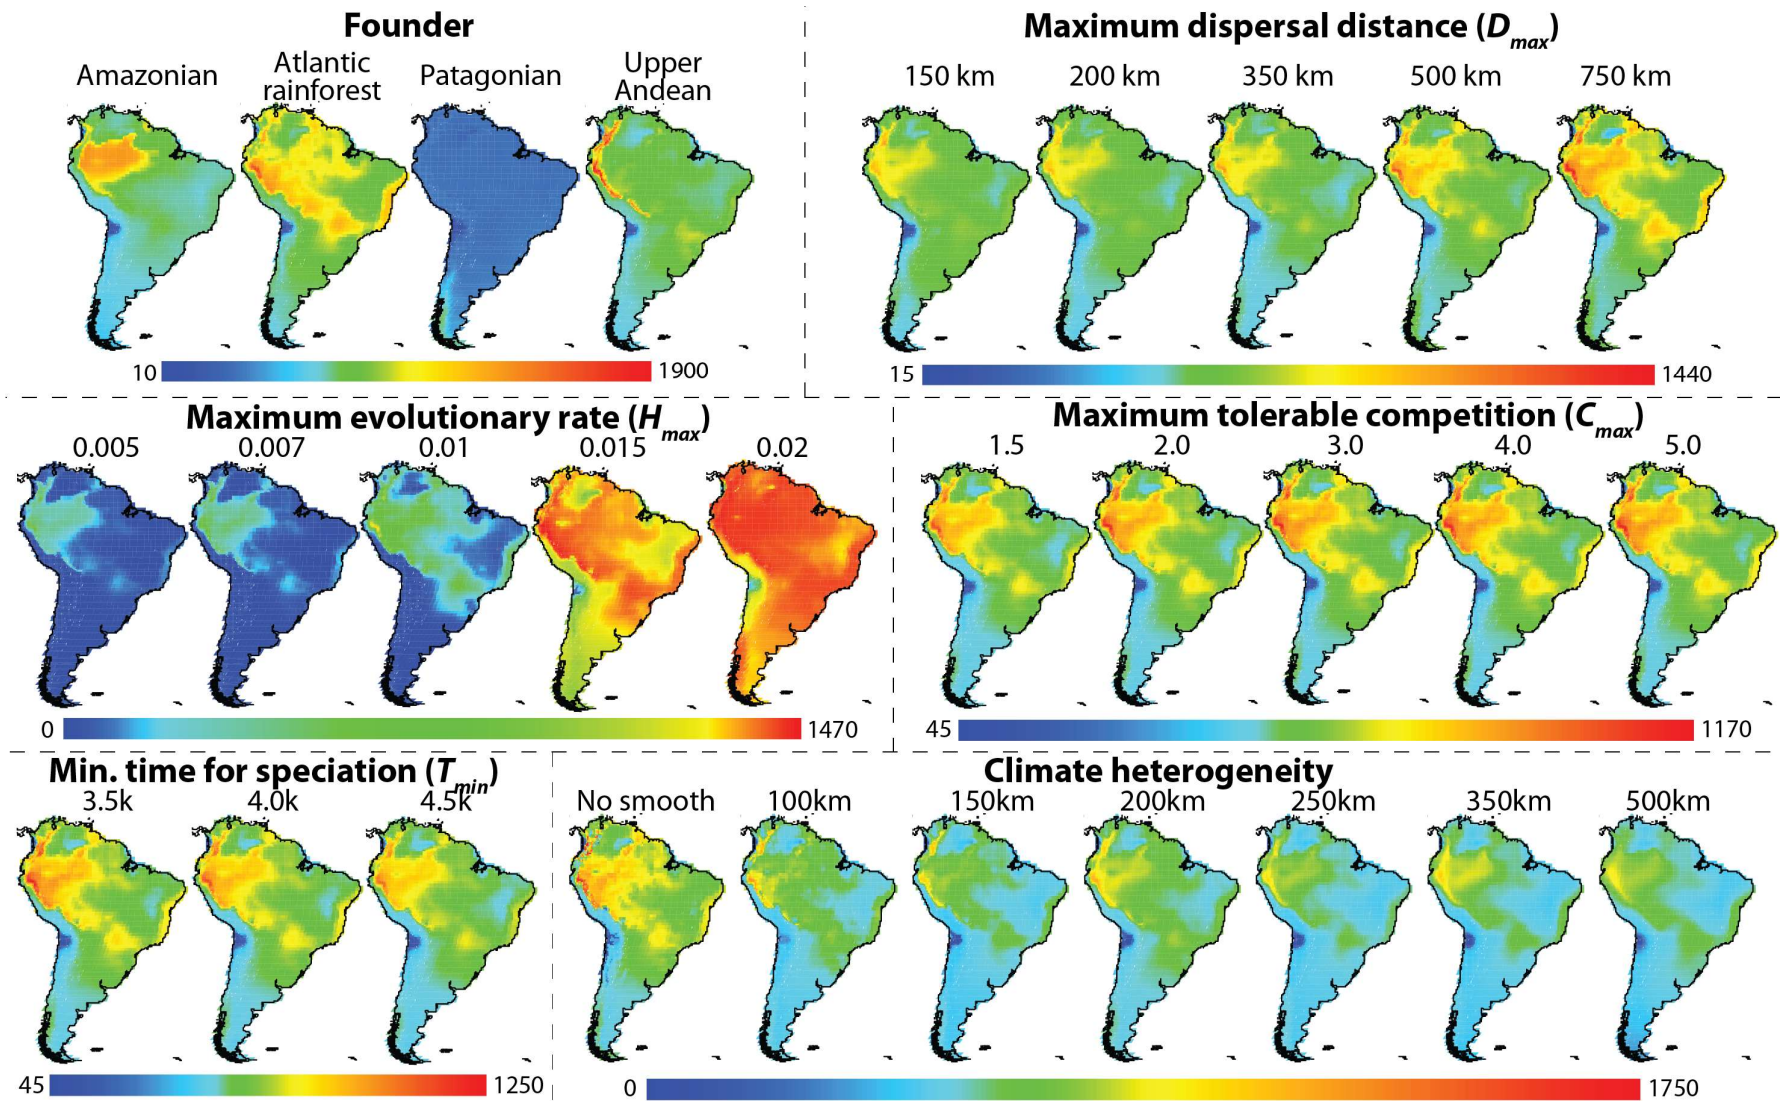 Founder
Amazonian
Atlantic
rainforest
Patagonian
Upper
Andean
10
1900
Maximum dispersal distance (Dmax)
150 km
200 km
350 km
500 km
750 km
15
1440
Maximum evolutionary rate (Hmax)
0.005
0.007
0.01
0.015
0.02
0
1470
Maximum tolerable competition (Cmax)
1.5
2.0
3.0
4.0
5.0
45
1170
Min. time for speciation (Tmin)
3.5k
4.0k
4.5k
45
1250
Climate heterogeneity
No smooth
100km
150km
200km
250km
350km
500km
0
1750